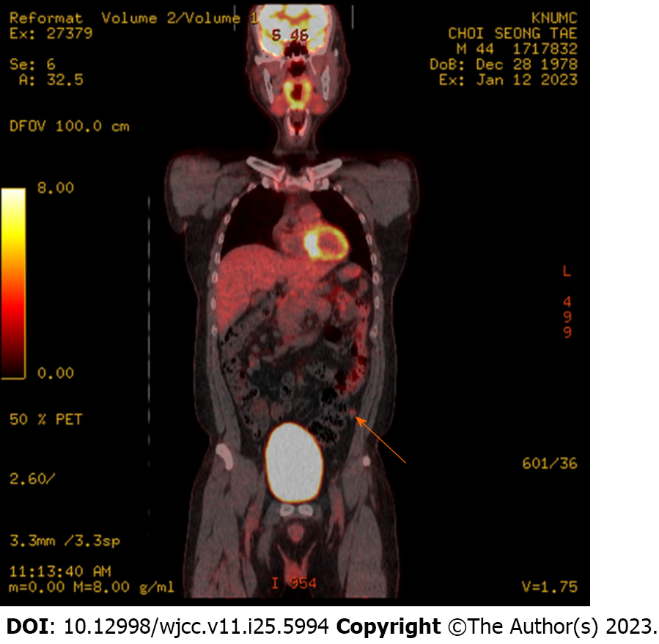 Reformat Volume 2/Volume 1
Ex: 27379
Se: 6
A: 32.5
DFOV 100.0 cm
8.00
0.00
50 % PET
2.60/
3.3mm /3.3sp
11:13:40 AM
m=0.00 M=8.00 g/ml
S 46
KNUMC
CHOI SEONG TAE
M 44 1717832
DoB: Dec 28 1978
Ex: Jan 12 2023
L
4
9
9
601/36
I 954
V=1.75
DOI: 10.12998/wjcc.v11.i25.5994 Copyright ©The Author(s) 2023.